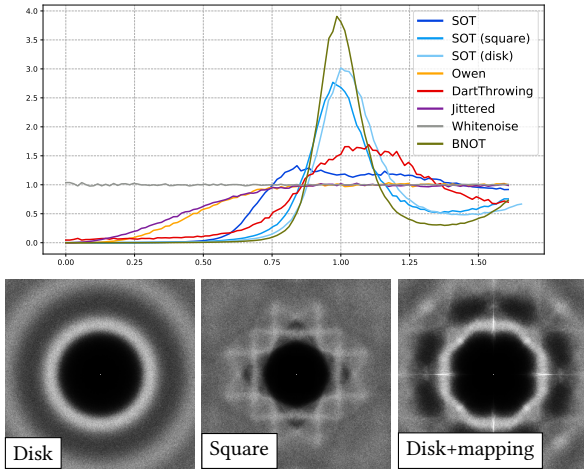 4.0
3.5
3.0
2.5
2.0
1.5
1.0
0.5
0.0
0.00
0.25
0.50
0.75
1.00
1.25
1.50
SOT
SOT (square)
SOT (disk)
Owen
DartThrowing
Jittered
Whitenoise
BNOT
Disk
Square
Disk+mapping